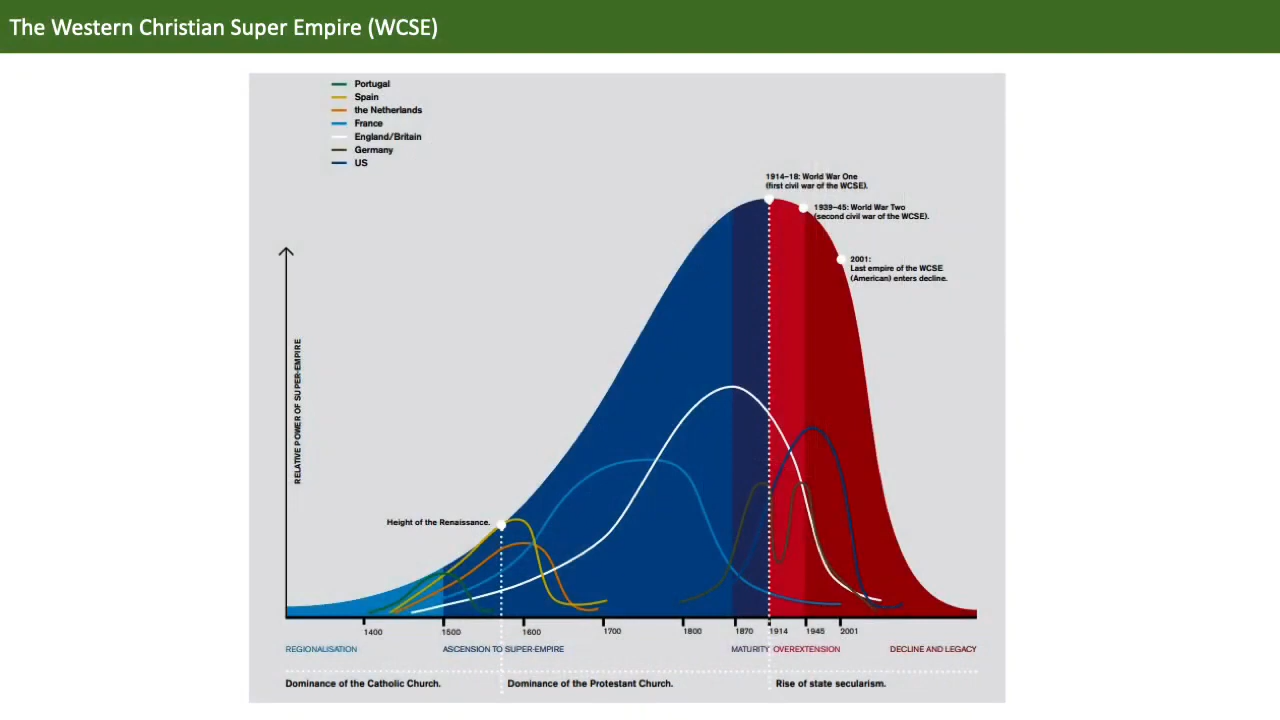 The Western Christian Super Empire (WCSE)
Portugal
Spain
the Netherlands
France
England/Britain
Germany
US
1914–18: World War One
(first civil war of the WCSE).
1939–45: World War Two
(second civil war of the WCSE).
2001:
Last empire of the WCSE
(American) enters decline.
RELATIVE POWER OF SUPER-EMPIRE
Height of the Renaissance.
1400 1500 1600 1700 1800 1870 1914 1945 2001
REGIONALISATION ASCENSION TO SUPER-EMPIRE MATURITY OVEREXTENSION DECLINE AND LEGACY
Dominance of the Catholic Church. Dominance of the Protestant Church. Rise of state secularism.